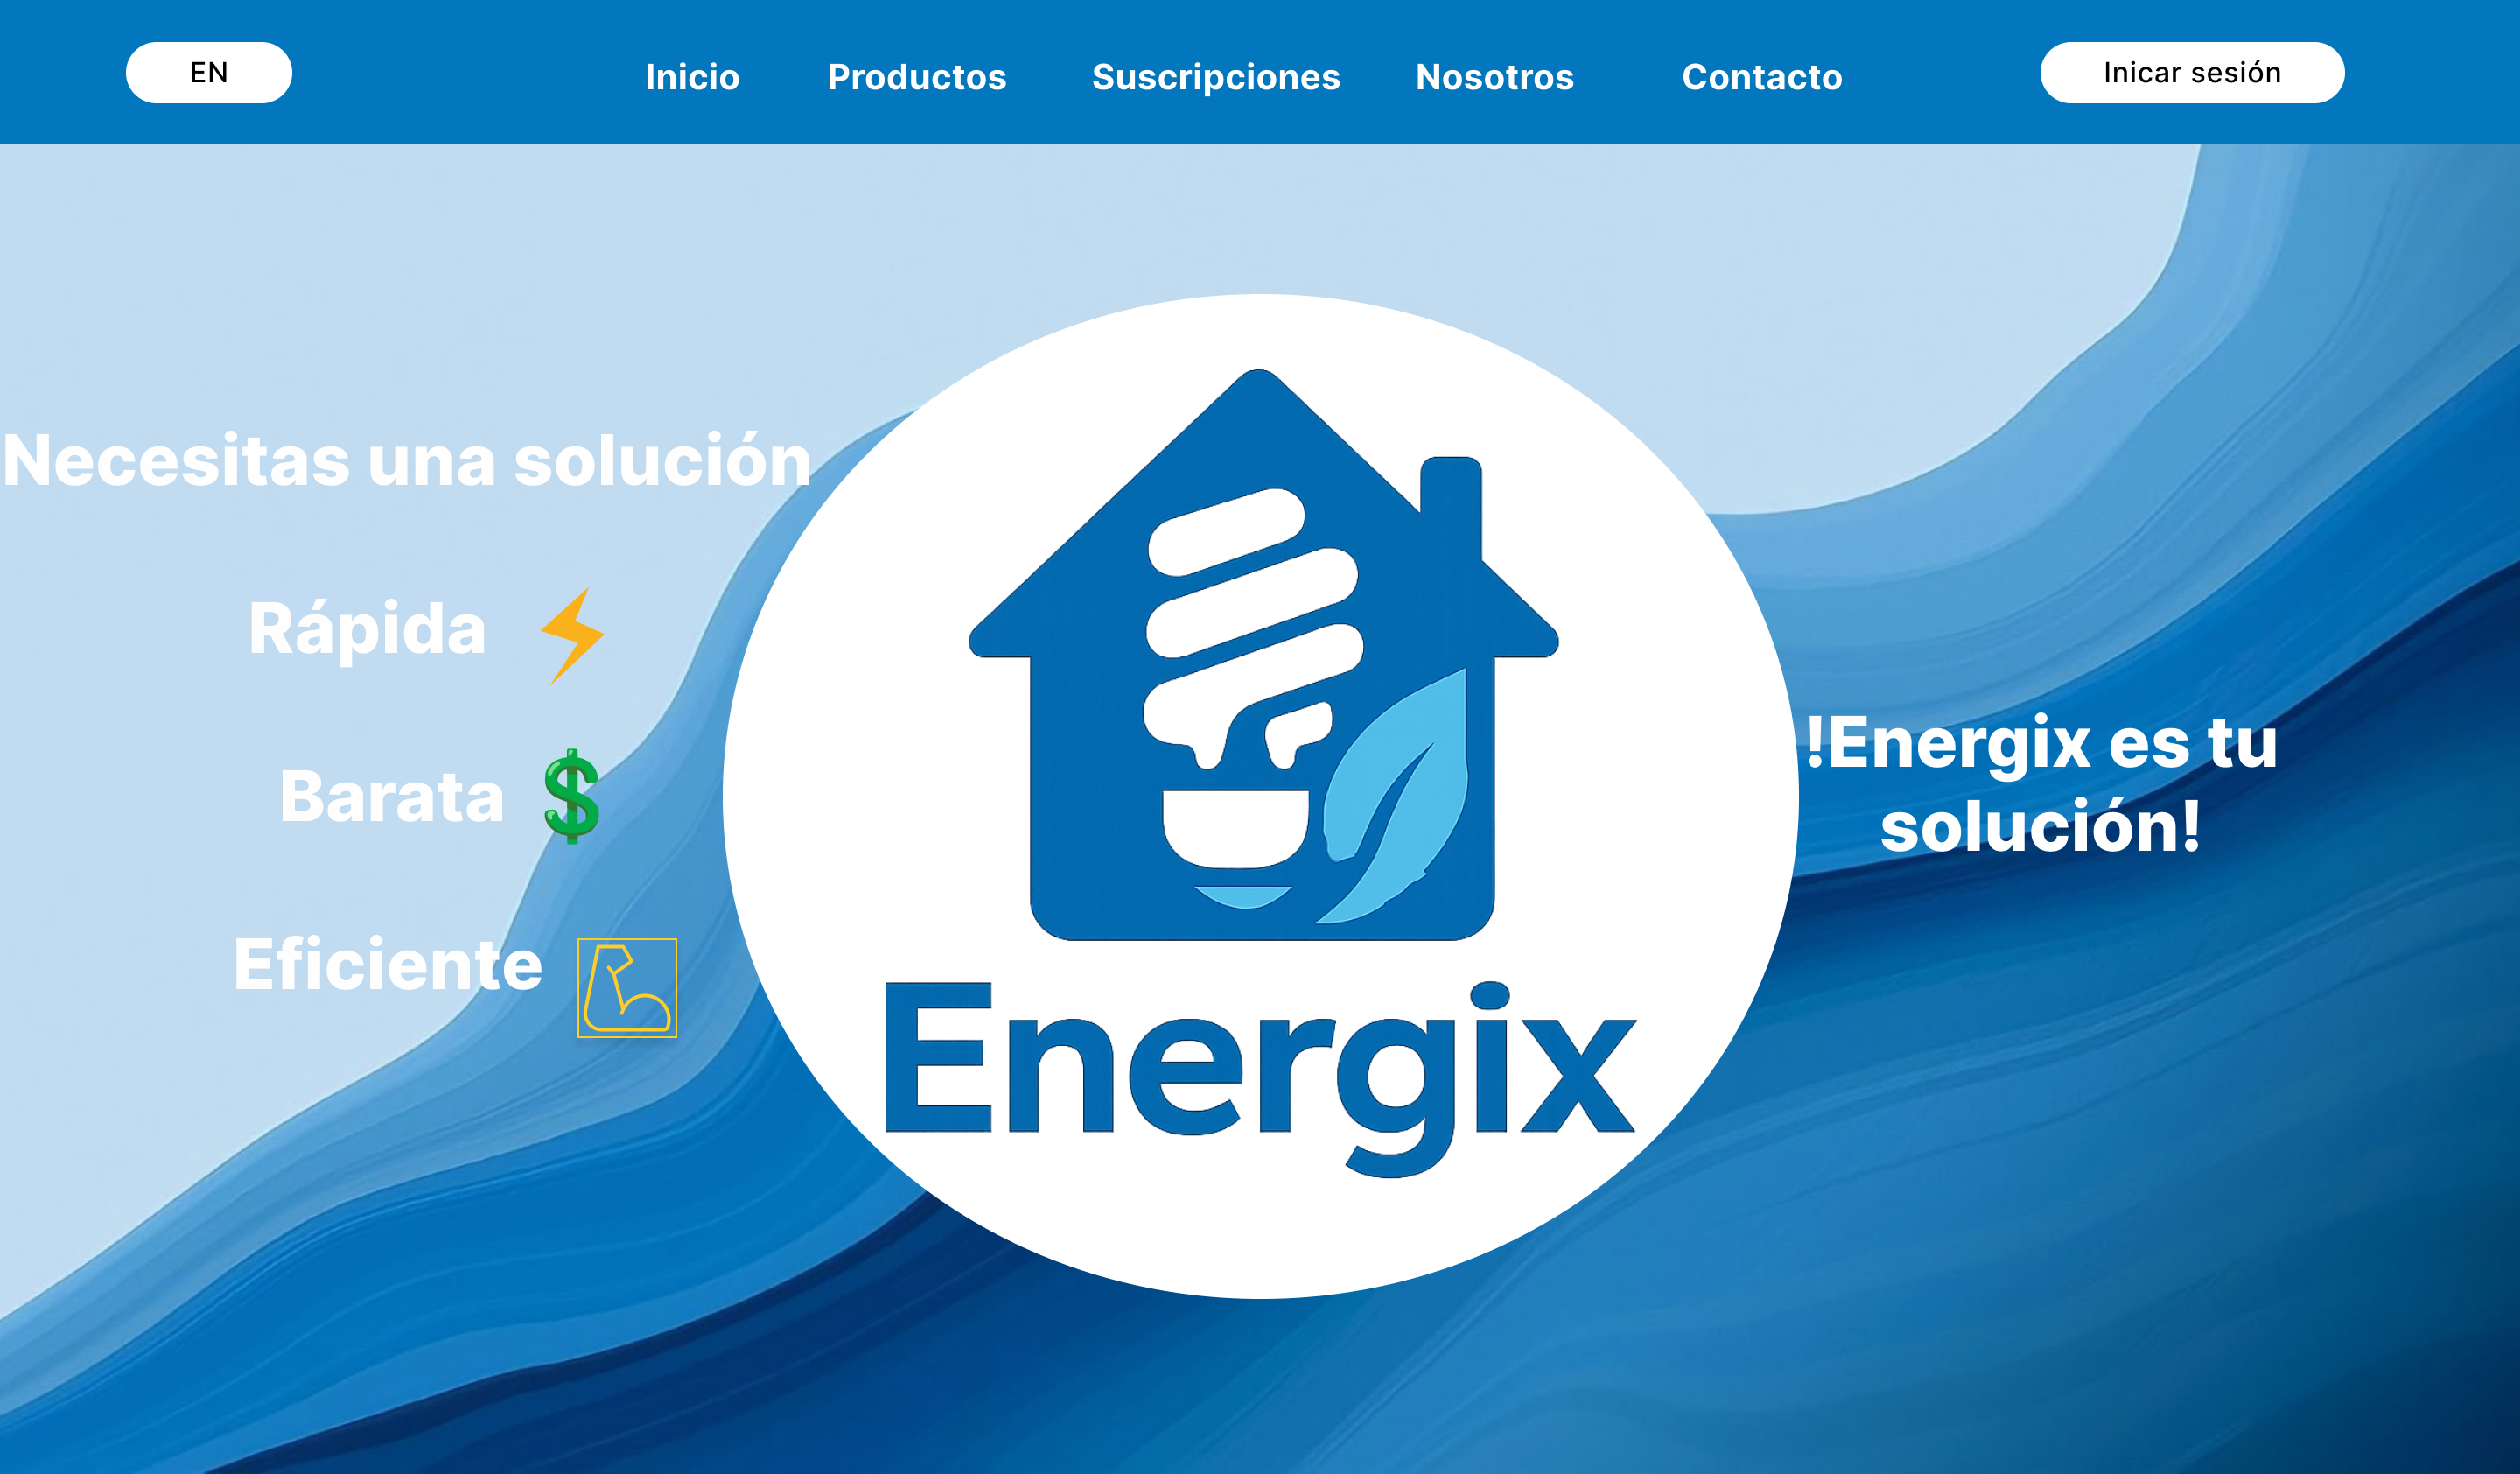 EN
Inicio
Productos
Suscripciones
Nosotros
Contacto
Inicar sesión
Necesitas una solución
Rápida
Barata
Eficiente
Energix
!Energix es tu
solución!